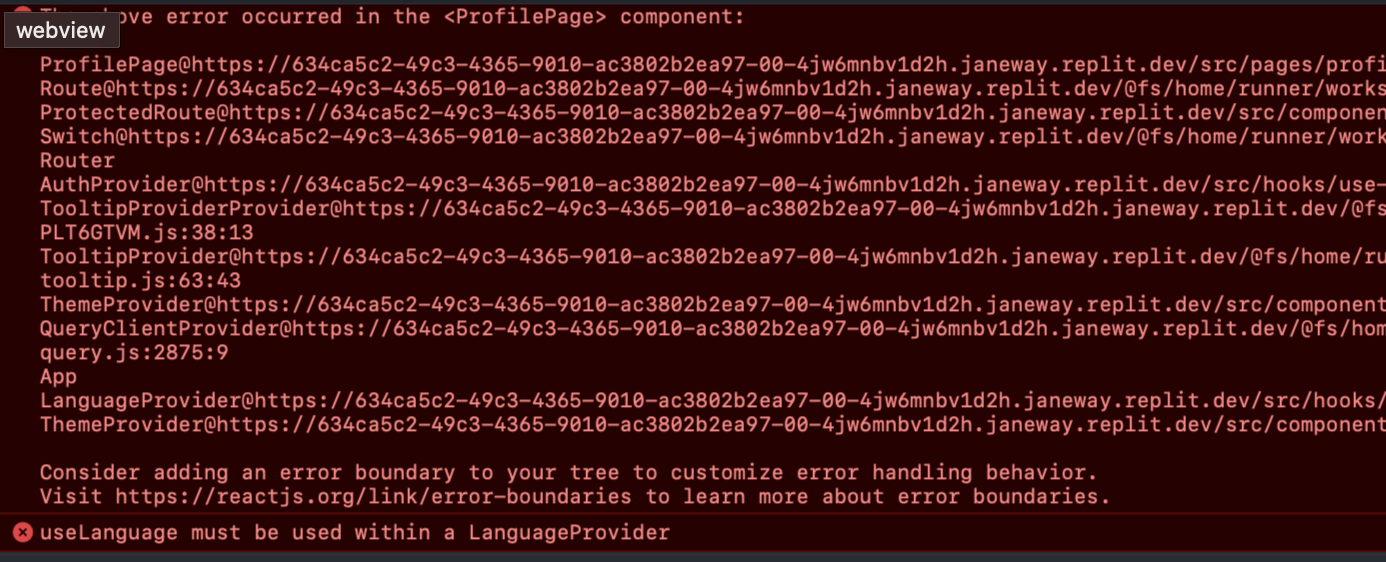 ove error occurred in the <ProfilePage> component:
webview
ProfilePage@https://634ca5c2-49c3-4365-9010-ac3802b2ea97-00-4jw6mnbv1d2h.janeway.replit.dev/src/pages/profi
Route@https://634ca5c2-49c3-4365-9010-ac3802b2ea97-00-4jw6mnbv1d2h.janeway.replit.dev/@fs/home/runner/works
ProtectedRoute@https://634ca5c2-49c3-4365-9010-ac3802b2ea97-00-4jw6mnbv1d2h.janeway.replit.dev/src/componen
Switch@https://634ca5c2-49c3-4365-9010-ac3802b2ea97-00-4jw6mnbv1d2h.janeway.replit.dev/@fs/home/runner/work
Router
AuthProvider@https://634ca5c2-49c3-4365-9010-ac3802b2ea97-00-4jw6mnbv1d2h.janeway.replit.dev/src/hooks/use-
TooltipProviderProvider@https://634ca5c2-49c3-4365-9010-ac3802b2ea97-00-4jw6mnbv1d2h.janeway.replit.dev/@fs
PLT6GTVM.js:38:13
TooltipProvider@https://634ca5c2-49c3-4365-9010-ac3802b2ea97-00-4jw6mnbv1d2h.janeway.replit.dev/@fs/home/ru
tooltip.js:63:43
ThemeProvider@https://634ca5c2-49c3-4365-9010-ac3802b2ea97-00-4jw6mnbv1d2h.janeway.replit.dev/src/component
QueryClientProvider@https://634ca5c2-49c3-4365-9010-ac3802b2ea97-00-4jw6mnbv1d2h.janeway.replit.dev/@fs/hom
query.js:2875:9
App
LanguageProvider@https://634ca5c2-49c3-4365-9010-ac3802b2ea97-00-4jw6mnbv1d2h.janeway.replit.dev/src/hooks/
ThemeProvider@https://634ca5c2-49c3-4365-9010-ac3802b2ea97-00-4jw6mnbv1d2h.janeway.replit.dev/src/component
Consider adding an error boundary to your tree to customize error handling behavior.
Visit https://reactjs.org/link/error-boundaries to learn more about error boundaries.
useLanguage must be used within a LanguageProvider